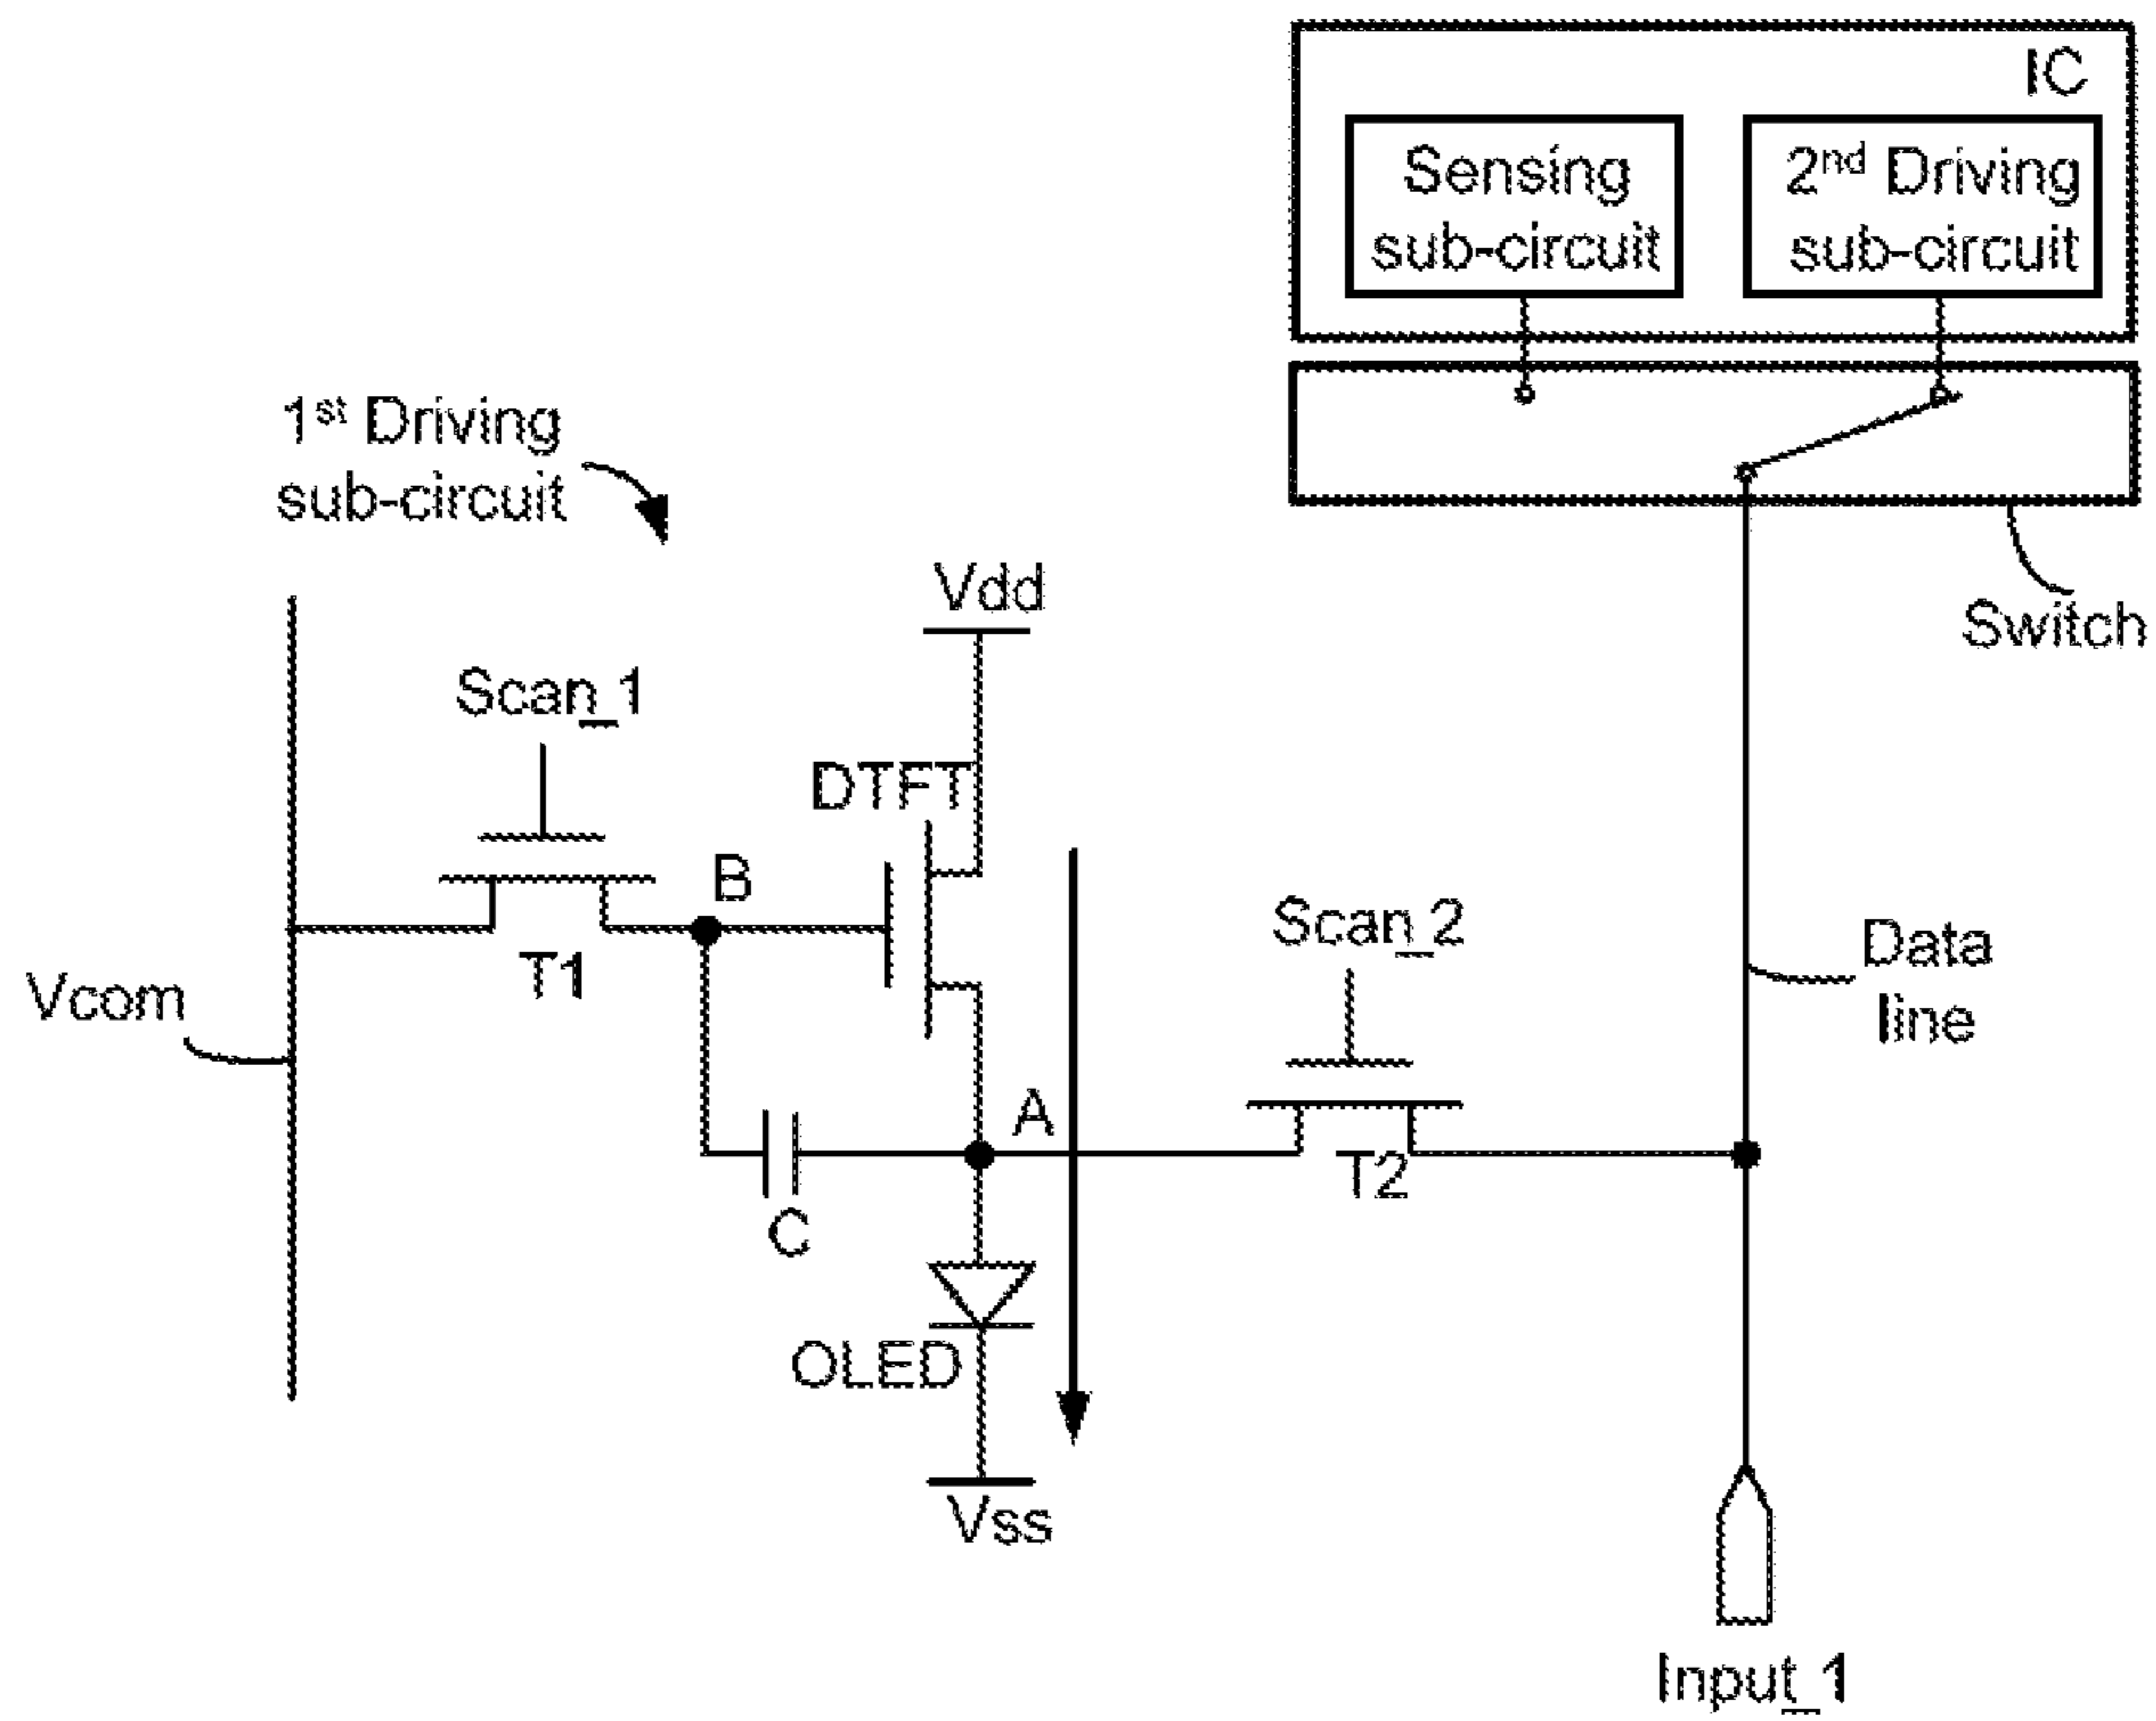 IC
Sensing
sub-circuit
2nd Driving
sub-circuit
1st Driving
sub-circuit
Switch
Vdd
Scan_1
DTFT
B
T1
Vcom
Scan_2
Data
line
A
T2
C
OLED
Vss
Input_1